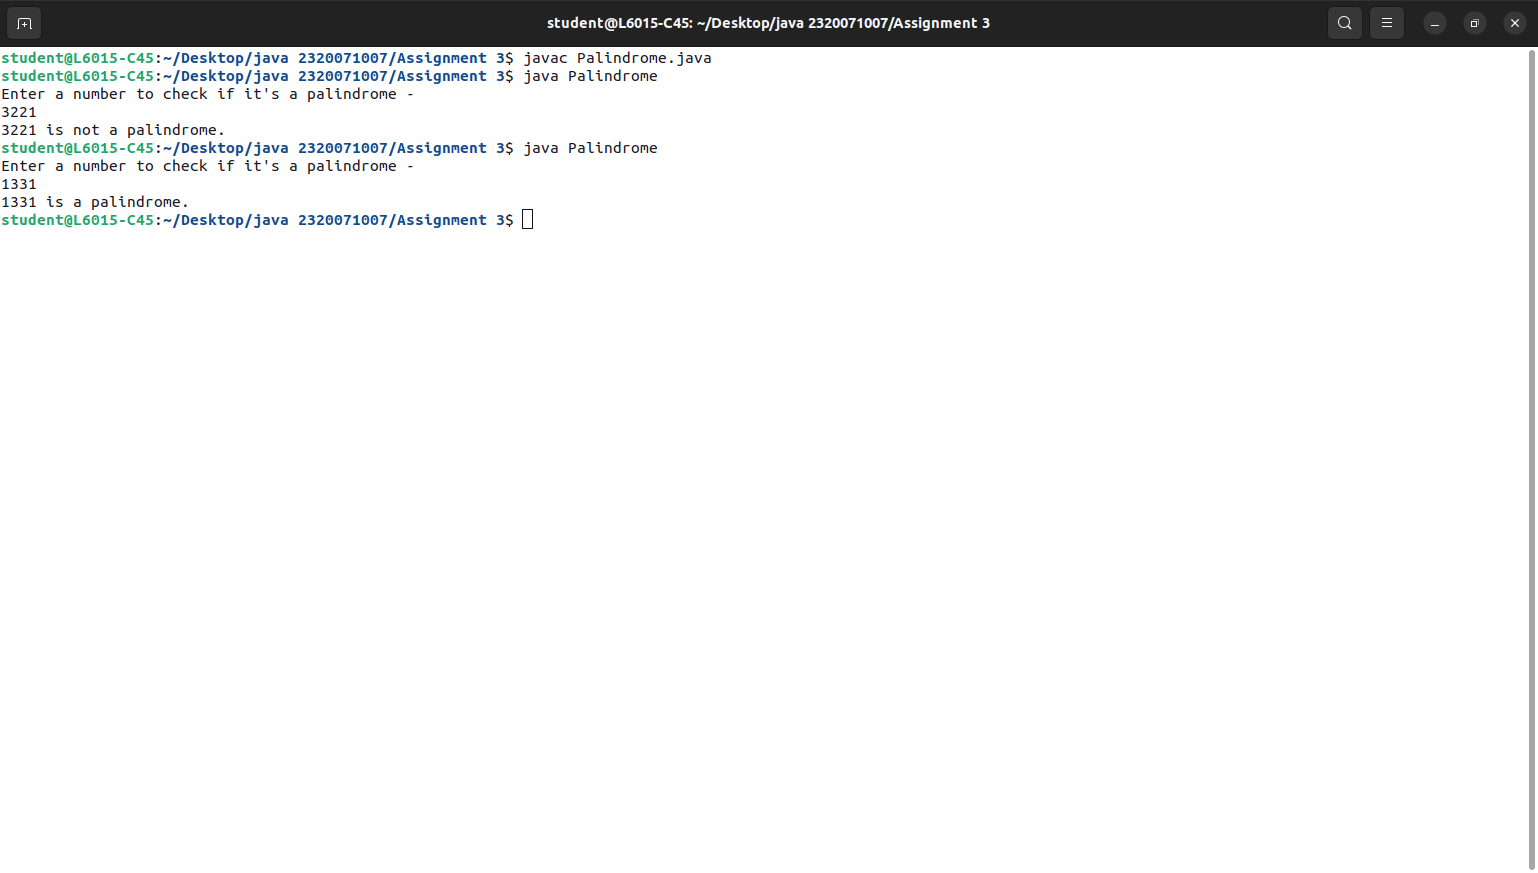 student@L6015-C45: ~/Desktop/java 2320071007/Assignment 3
student@L6015-C45:~/Desktop/java 2320071007/Assignment 3$ javac Palindrome.java
student@L6015-C45:~/Desktop/java 2320071007/Assignment 3$ java Palindrome
Enter a number to check if it's a palindrome -
3221
3221 is not a palindrome.
student@L6015-C45:~/Desktop/java 2320071007/Assignment 3$ java Palindrome
Enter a number to check if it's a palindrome -
1331
1331 is a palindrome.
student@L6015-C45:~/Desktop/java 2320071007/Assignment 3$